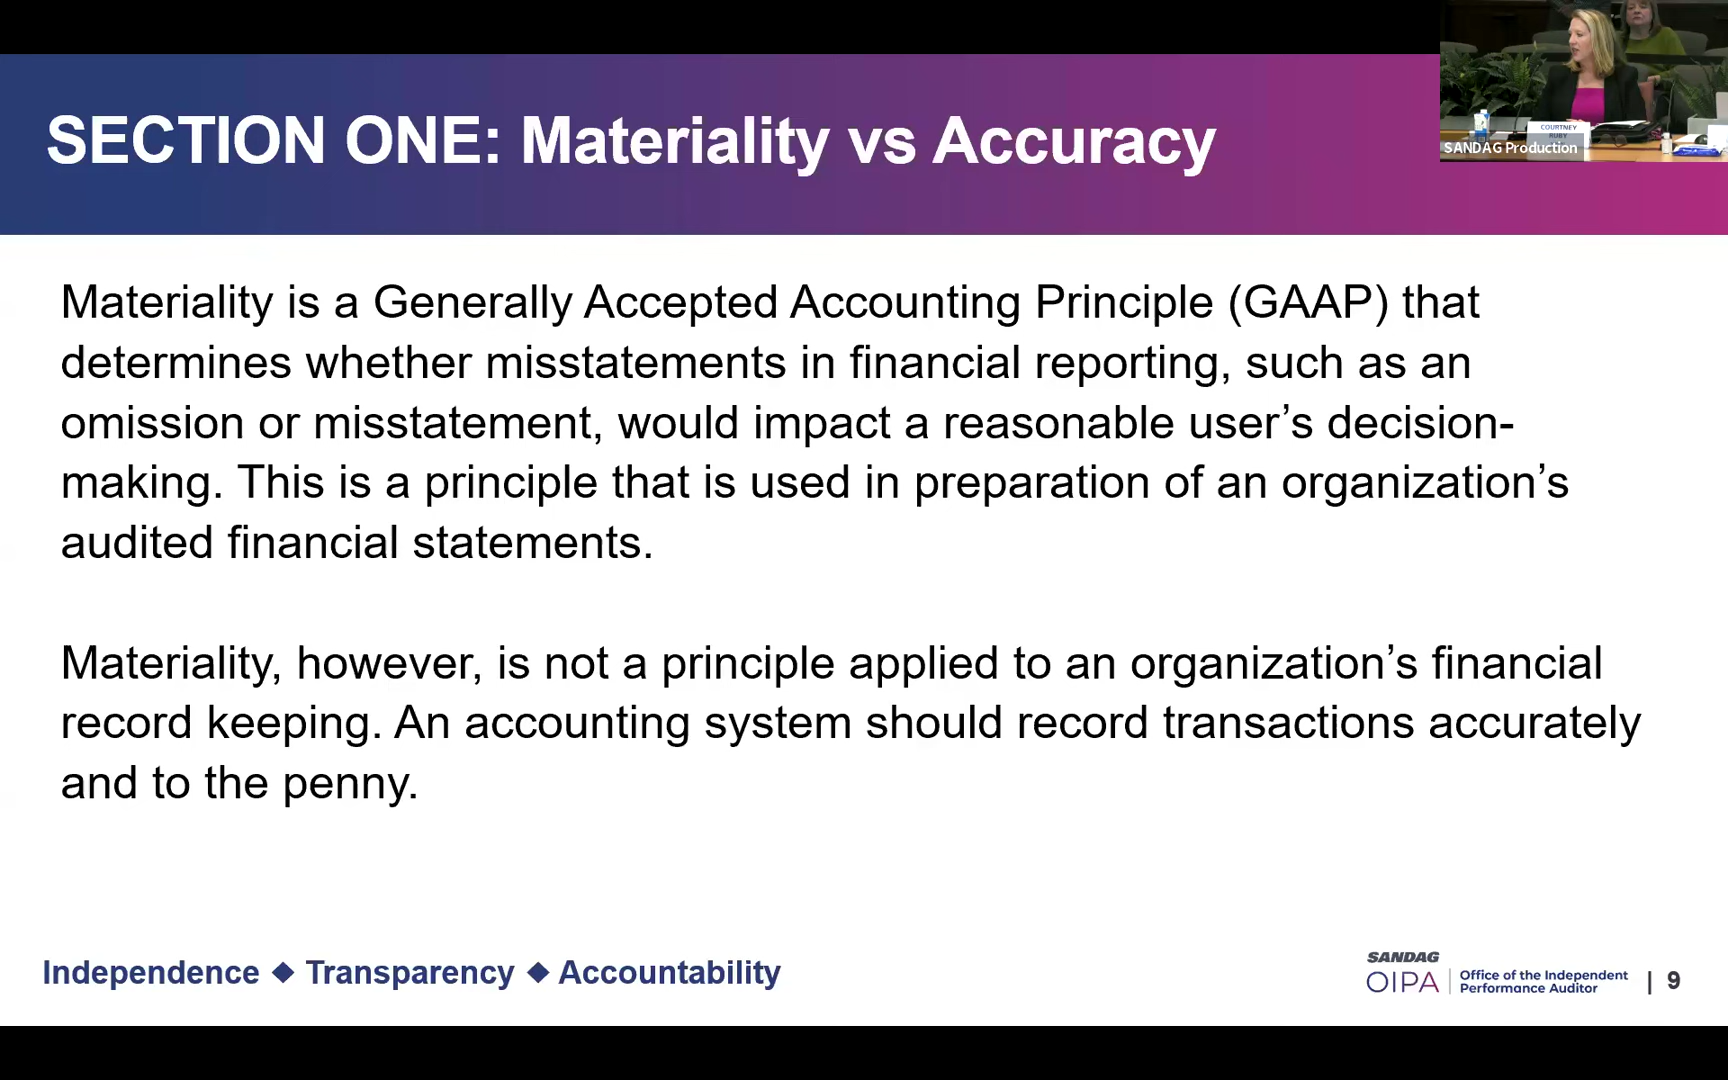 SECTION ONE: Materiality vs Accuracy
COURTNEY
RUBY
SANDAG Production
Materiality is a Generally Accepted Accounting Principle (GAAP) that
determines whether misstatements in financial reporting, such as an
omission or misstatement, would impact a reasonable user’s decision-
making. This is a principle that is used in preparation of an organization’s
audited financial statements.
Materiality, however, is not a principle applied to an organization’s financial
record keeping. An accounting system should record transactions accurately
and to the penny.
Independence ◆ Transparency ◆ Accountability
SANDAG
OIPA | Office of the Independent
Performance Auditor
| 9